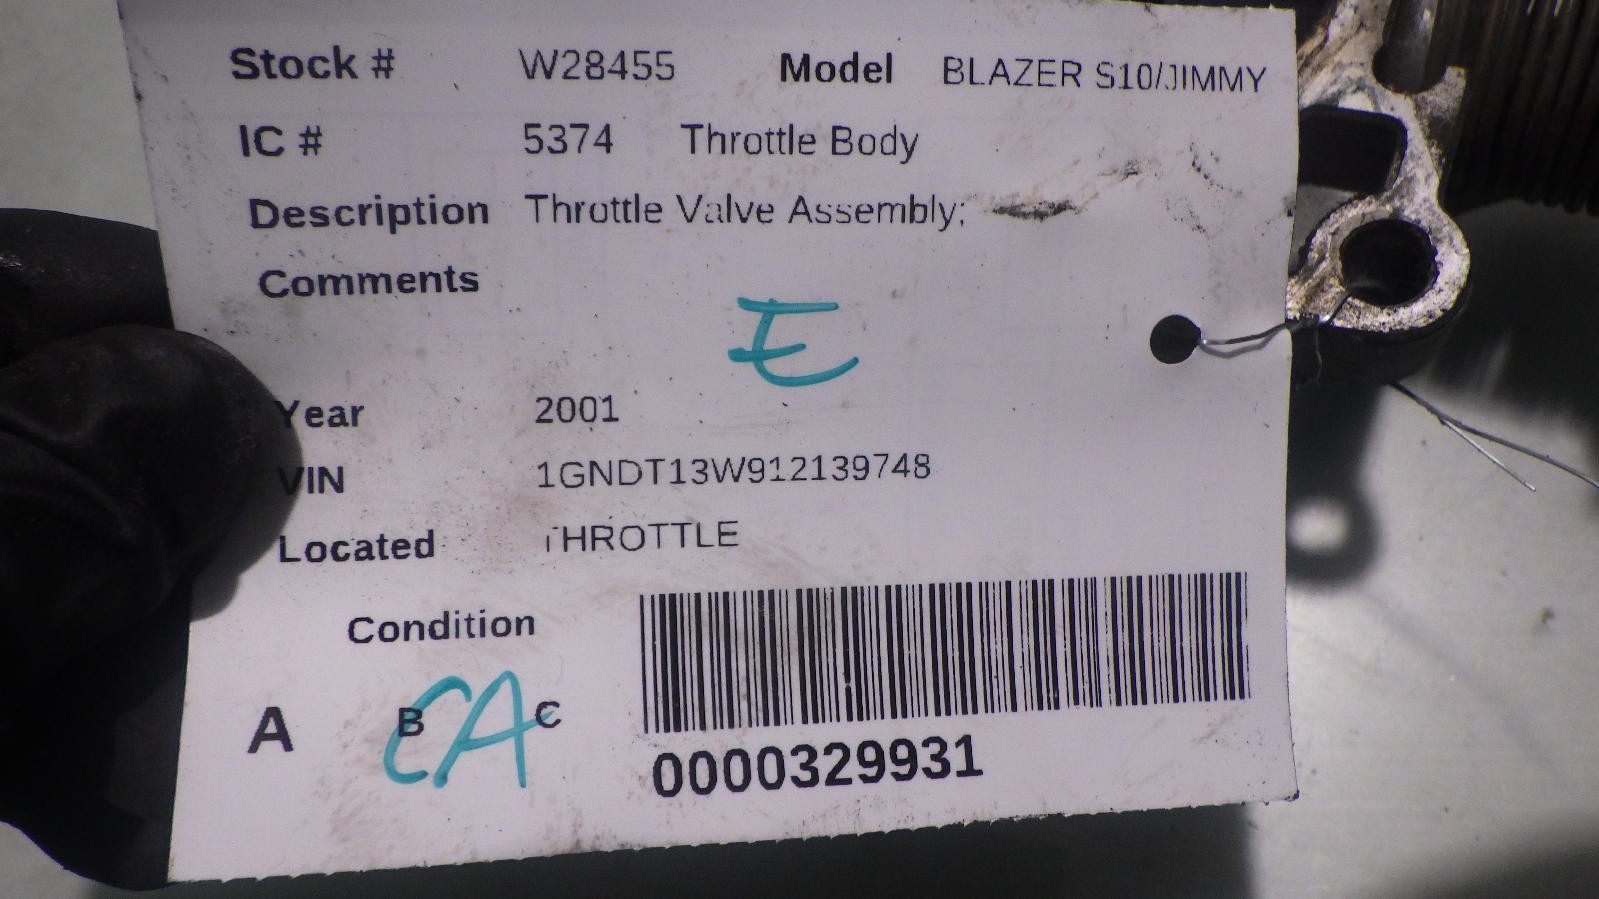 Stock # W28455 Model BLAZER S10/JIMMY
IC # 5374 Throttle Body
Description Throttle Valve Assembly;
Comments
E
Year 2001
VIN 1GNDT13W912139748
Located THROTTLE
Condition
A B C
CA
0000329931